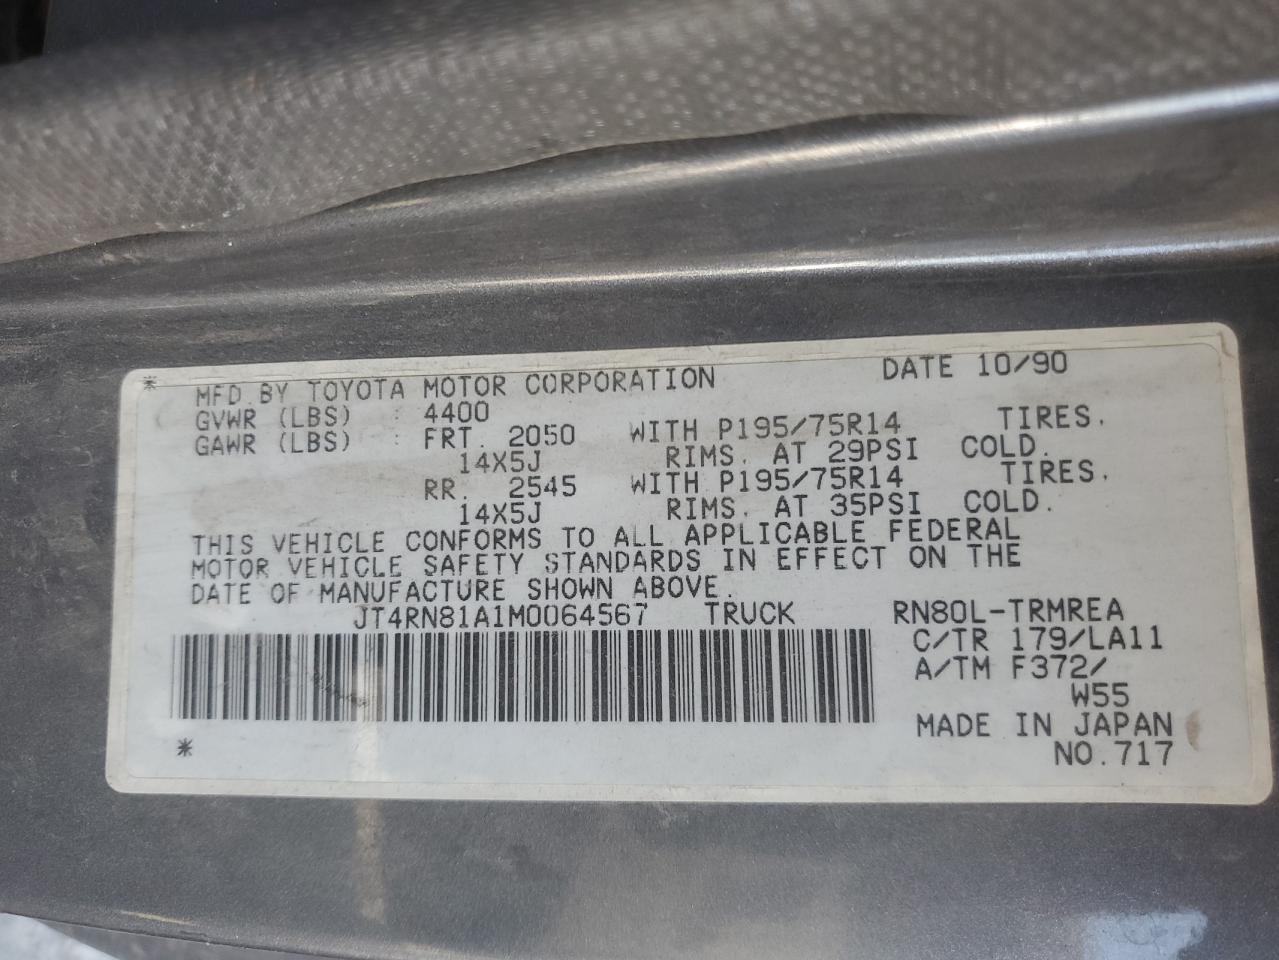 * MFD. BY TOYOTA MOTOR CORPORATION DATE 10/90
GVWR (LBS) : 4400
GAWR (LBS) : FRT. 2050 WITH P195/75R14 TIRES.
14X5J RIMS. AT 29PSI COLD.
RR. 2545 WITH P195/75R14 TIRES.
14X5J RIMS. AT 35PSI COLD.
THIS VEHICLE CONFORMS TO ALL APPLICABLE FEDERAL
MOTOR VEHICLE SAFETY STANDARDS IN EFFECT ON THE
DATE OF MANUFACTURE SHOWN ABOVE.
JT4RN81A1M0064567 TRUCK RN80L-TRMREA
C/TR 179/LA11
A/TM F372/
W55
MADE IN JAPAN
* NO.717